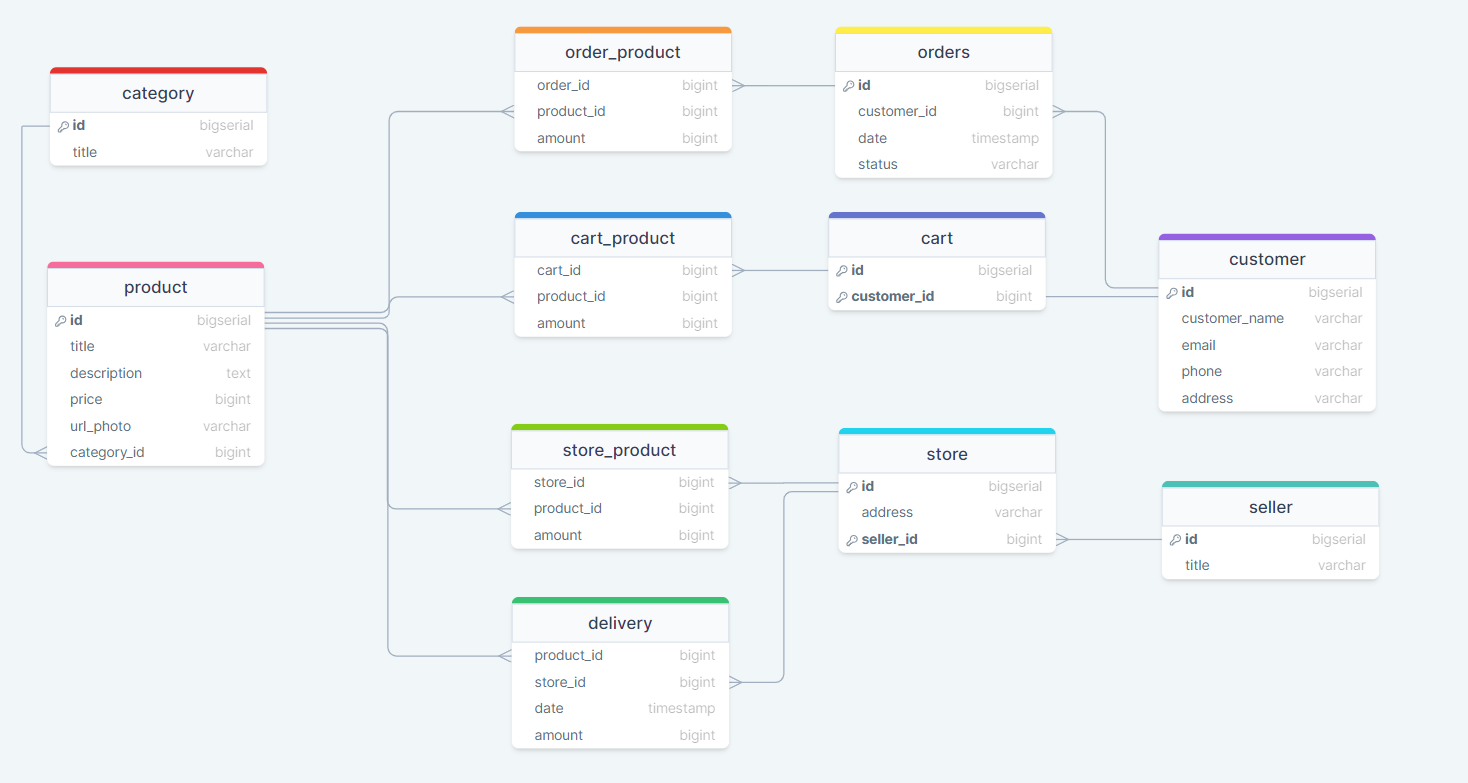 category
id bigserial
title varchar
product
id bigserial
title varchar
description text
price bigint
url_photo varchar
category_id bigint
order_product
order_id bigint
product_id bigint
amount bigint
cart_product
cart_id bigint
product_id bigint
amount bigint
store_product
store_id bigint
product_id bigint
amount bigint
delivery
product_id bigint
store_id bigint
date timestamp
amount bigint
orders
id bigserial
customer_id bigint
date timestamp
status varchar
cart
id bigserial
customer_id bigint
store
id bigserial
address varchar
seller_id bigint
customer
id bigserial
customer_name varchar
email varchar
phone varchar
address varchar
seller
id bigserial
title varchar